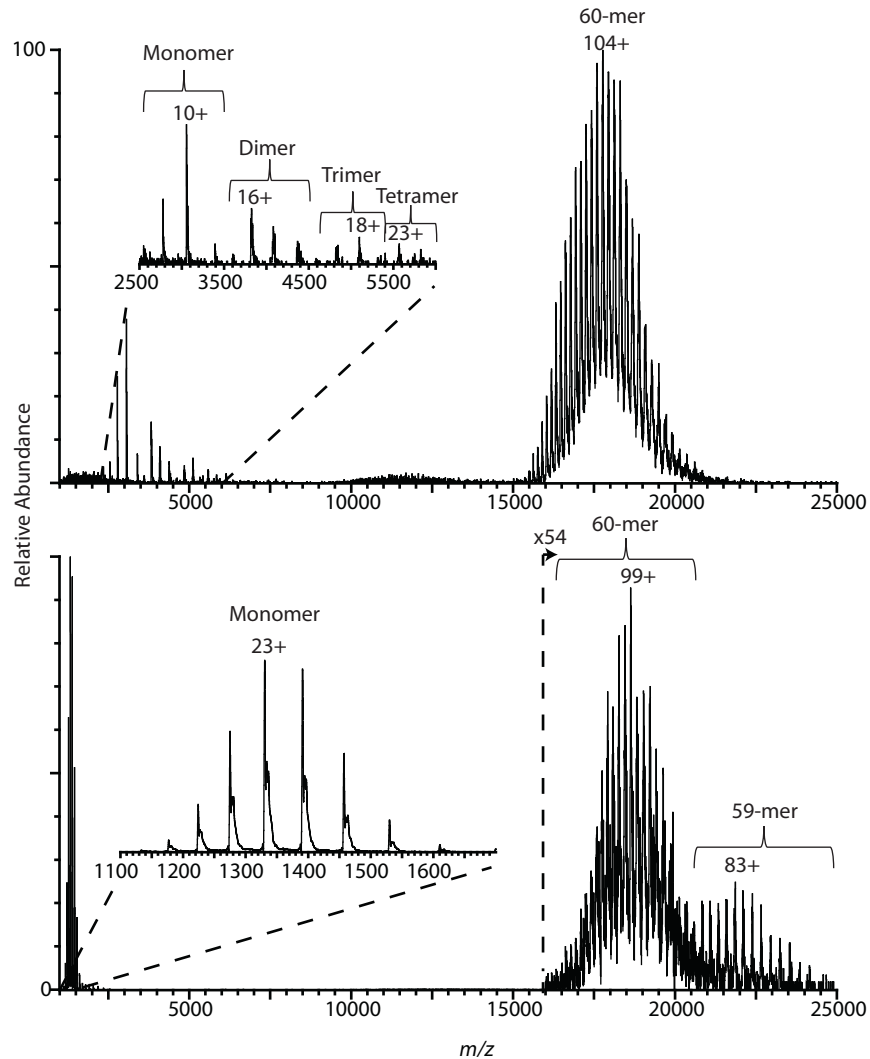 60-mer
104+
100
Monomer
10+
Dimer
16+
Trimer
18+
Tetramer
23+
2500 3500 4500 5500
5000 10000 15000 20000 25000
Relative Abundance
x54
60-mer
99+
Monomer
23+
59-mer
83+
1100 1200 1300 1400 1500 1600
0
5000 10000 15000 20000 25000
m/z